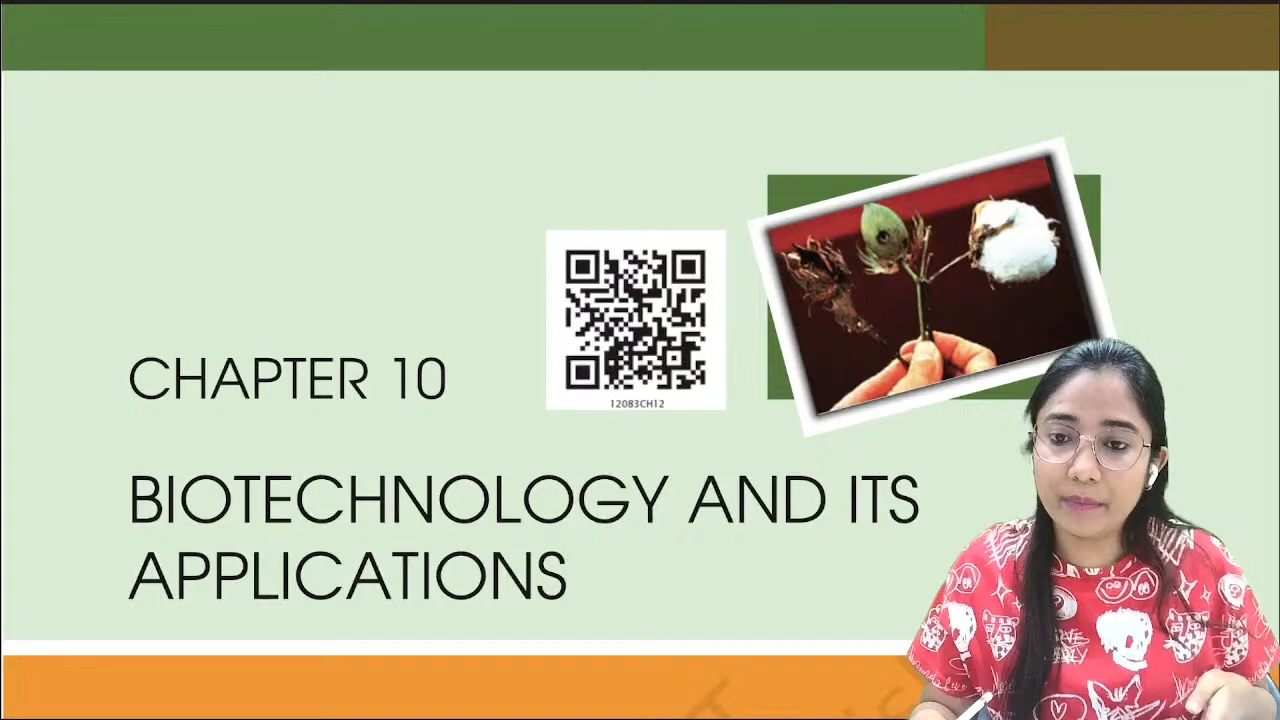 12083CH12
CHAPTER 10
BIOTECHNOLOGY AND ITS
APPLICATIONS